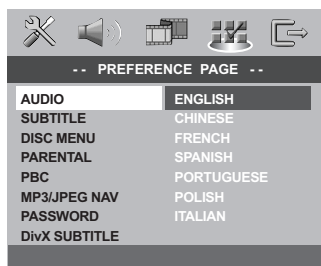 -- PREFERENCE PAGE --
AUDIO ENGLISH
SUBTITLE CHINESE
DISC MENU FRENCH
PARENTAL SPANISH
PBC PORTUGUESE
MP3/JPEG NAV POLISH
PASSWORD ITALIAN
DivX SUBTITLE